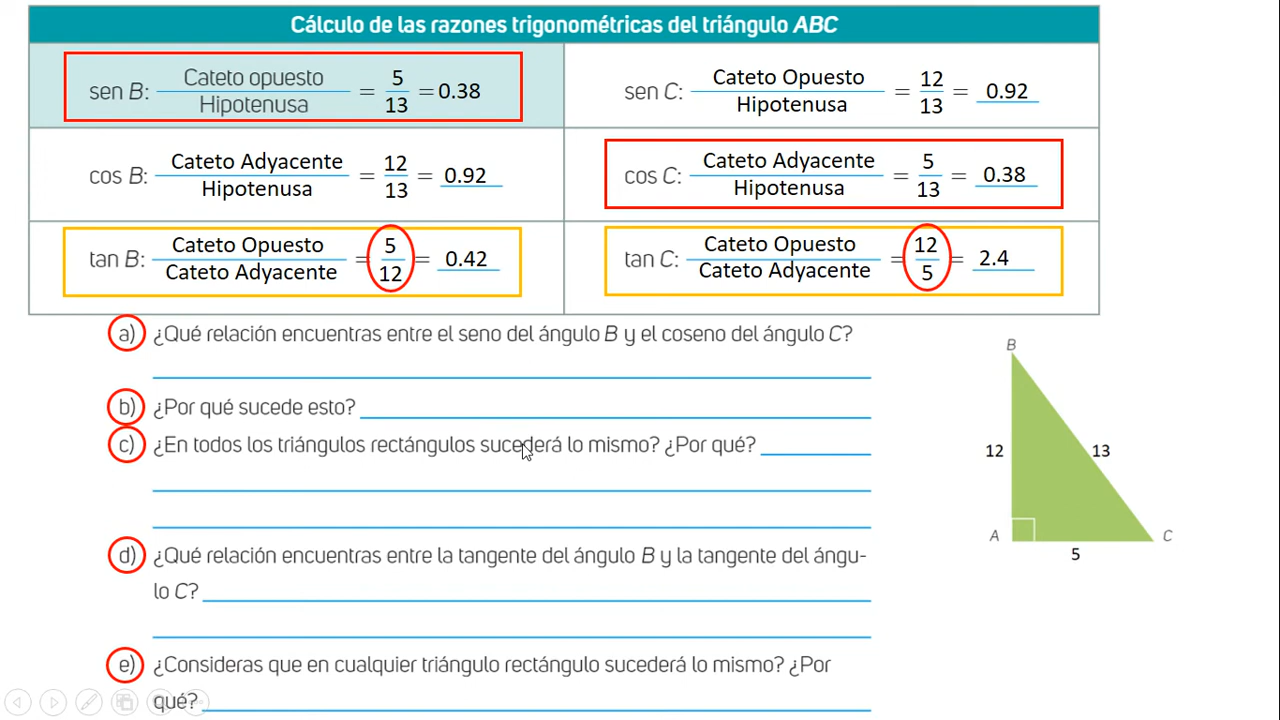 Cálculo de las razones trigonométricas del triángulo ABC
sen B: Cateto opuesto / Hipotenusa = 5/13 = 0.38
sen C: Cateto Opuesto / Hipotenusa = 12/13 = 0.92
cos B: Cateto Adyacente / Hipotenusa = 12/13 = 0.92
cos C: Cateto Adyacente / Hipotenusa = 5/13 = 0.38
tan B: Cateto Opuesto / Cateto Adyacente = 5/12 = 0.42
tan C: Cateto Opuesto / Cateto Adyacente = 12/5 = 2.4
a) ¿Qué relación encuentras entre el seno del ángulo B y el coseno del ángulo C?
b) ¿Por qué sucede esto?
c) ¿En todos los triángulos rectángulos sucederá lo mismo? ¿Por qué?
d) ¿Qué relación encuentras entre la tangente del ángulo B y la tangente del ángu-
lo C?
e) ¿Consideras que en cualquier triángulo rectángulo sucederá lo mismo? ¿Por
qué?
B
12
13
A
C
5